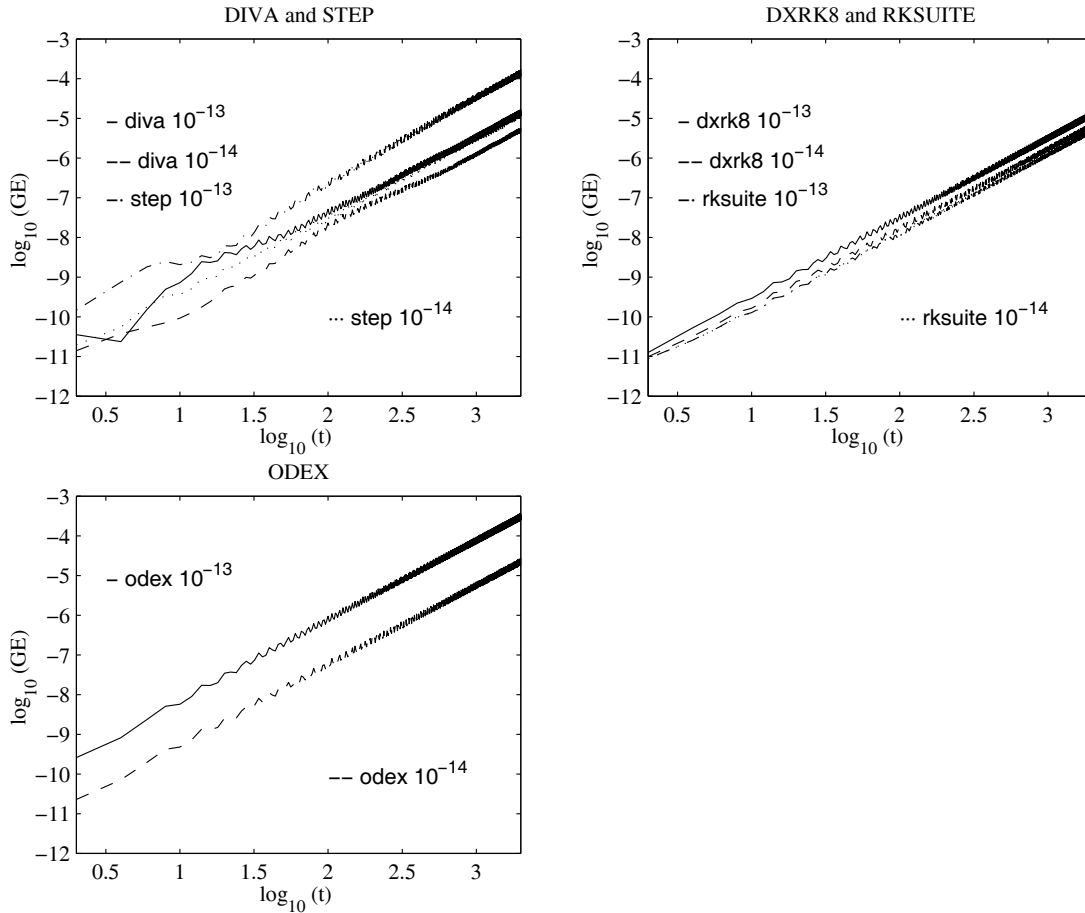 DIVA and STEP
−3
−4
−5
−6
−7
−8
−9
−10
−11
−12
log10 (GE)
− diva 10−13
−− diva 10−14
−· step 10−13
··· step 10−14
0.5 1 1.5 2 2.5 3
log10 (t)
DXRK8 and RKSUITE
−3
−4
−5
−6
−7
−8
−9
−10
−11
−12
log10 (GE)
− dxrk8 10−13
−− dxrk8 10−14
−· rksuite 10−13
··· rksuite 10−14
0.5 1 1.5 2 2.5 3
log10 (t)
ODEX
−3
−4
−5
−6
−7
−8
−9
−10
−11
−12
log10 (GE)
− odex 10−13
−− odex 10−14
0.5 1 1.5 2 2.5 3
log10 (t)